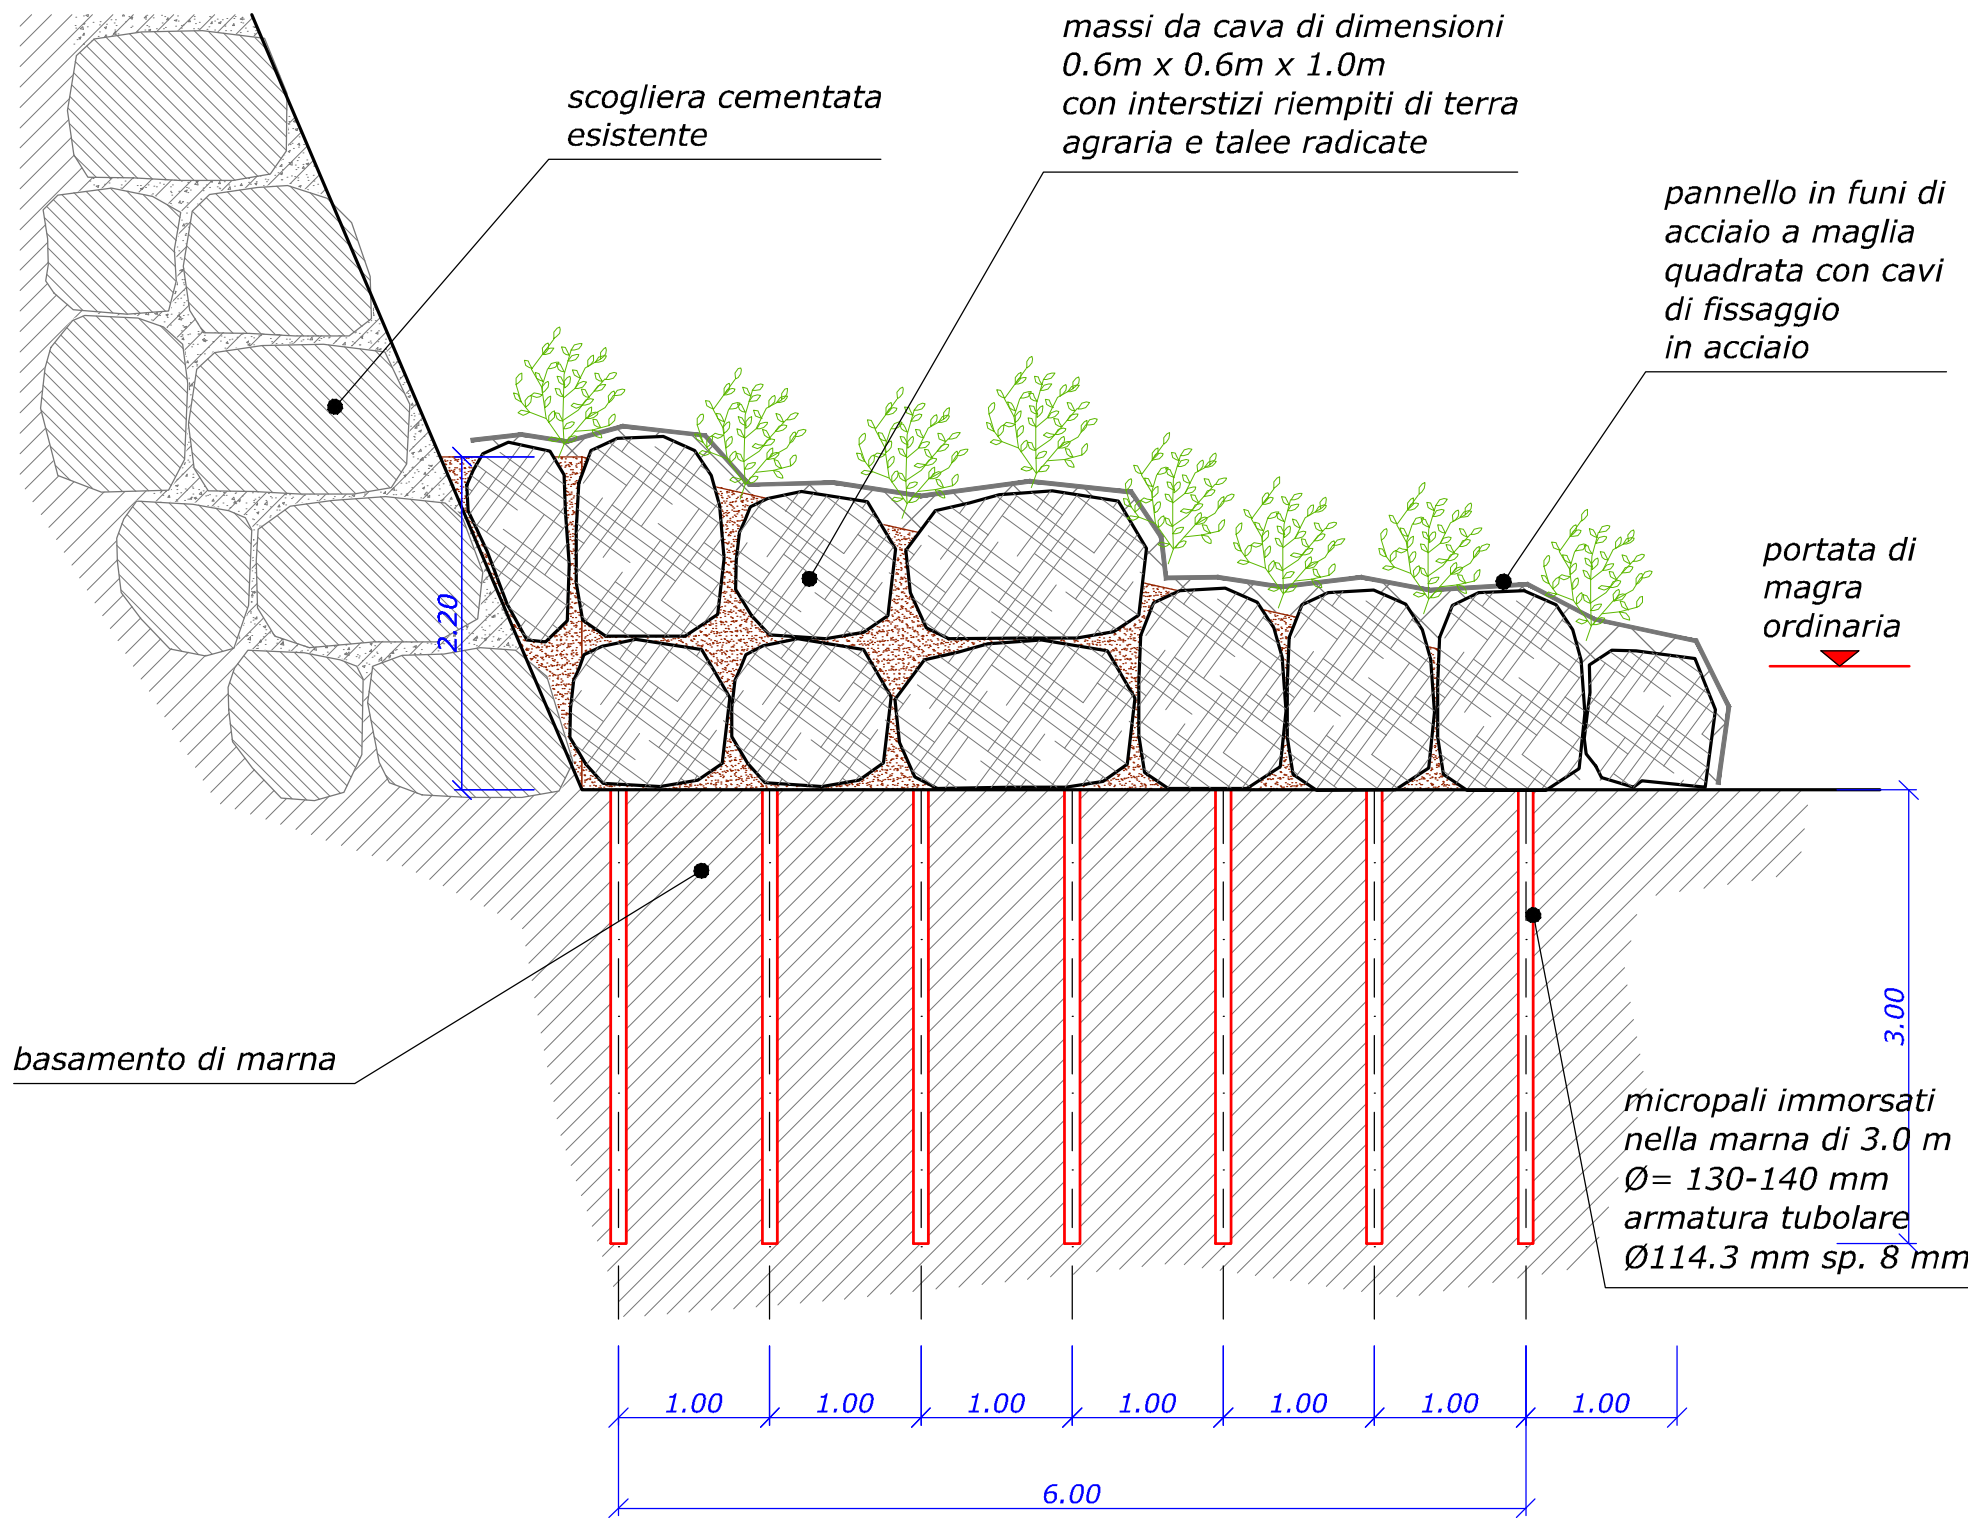 massi da cava di dimensioni
0.6m x 0.6m x 1.0m
con interstizi riempiti di terra
agraria e talee radicate
scogliera cementata
esistente
pannello in funi di
acciaio a maglia
quadrata con cavi
di fissaggio
in acciaio
portata di
magra
ordinaria
2.20
basamento di marna
3.00
micropali immorsati
nella marna di 3.0 m
Ø= 130-140 mm
armatura tubolare
Ø114.3 mm sp. 8 mm
1.00 1.00 1.00 1.00 1.00 1.00 1.00
6.00